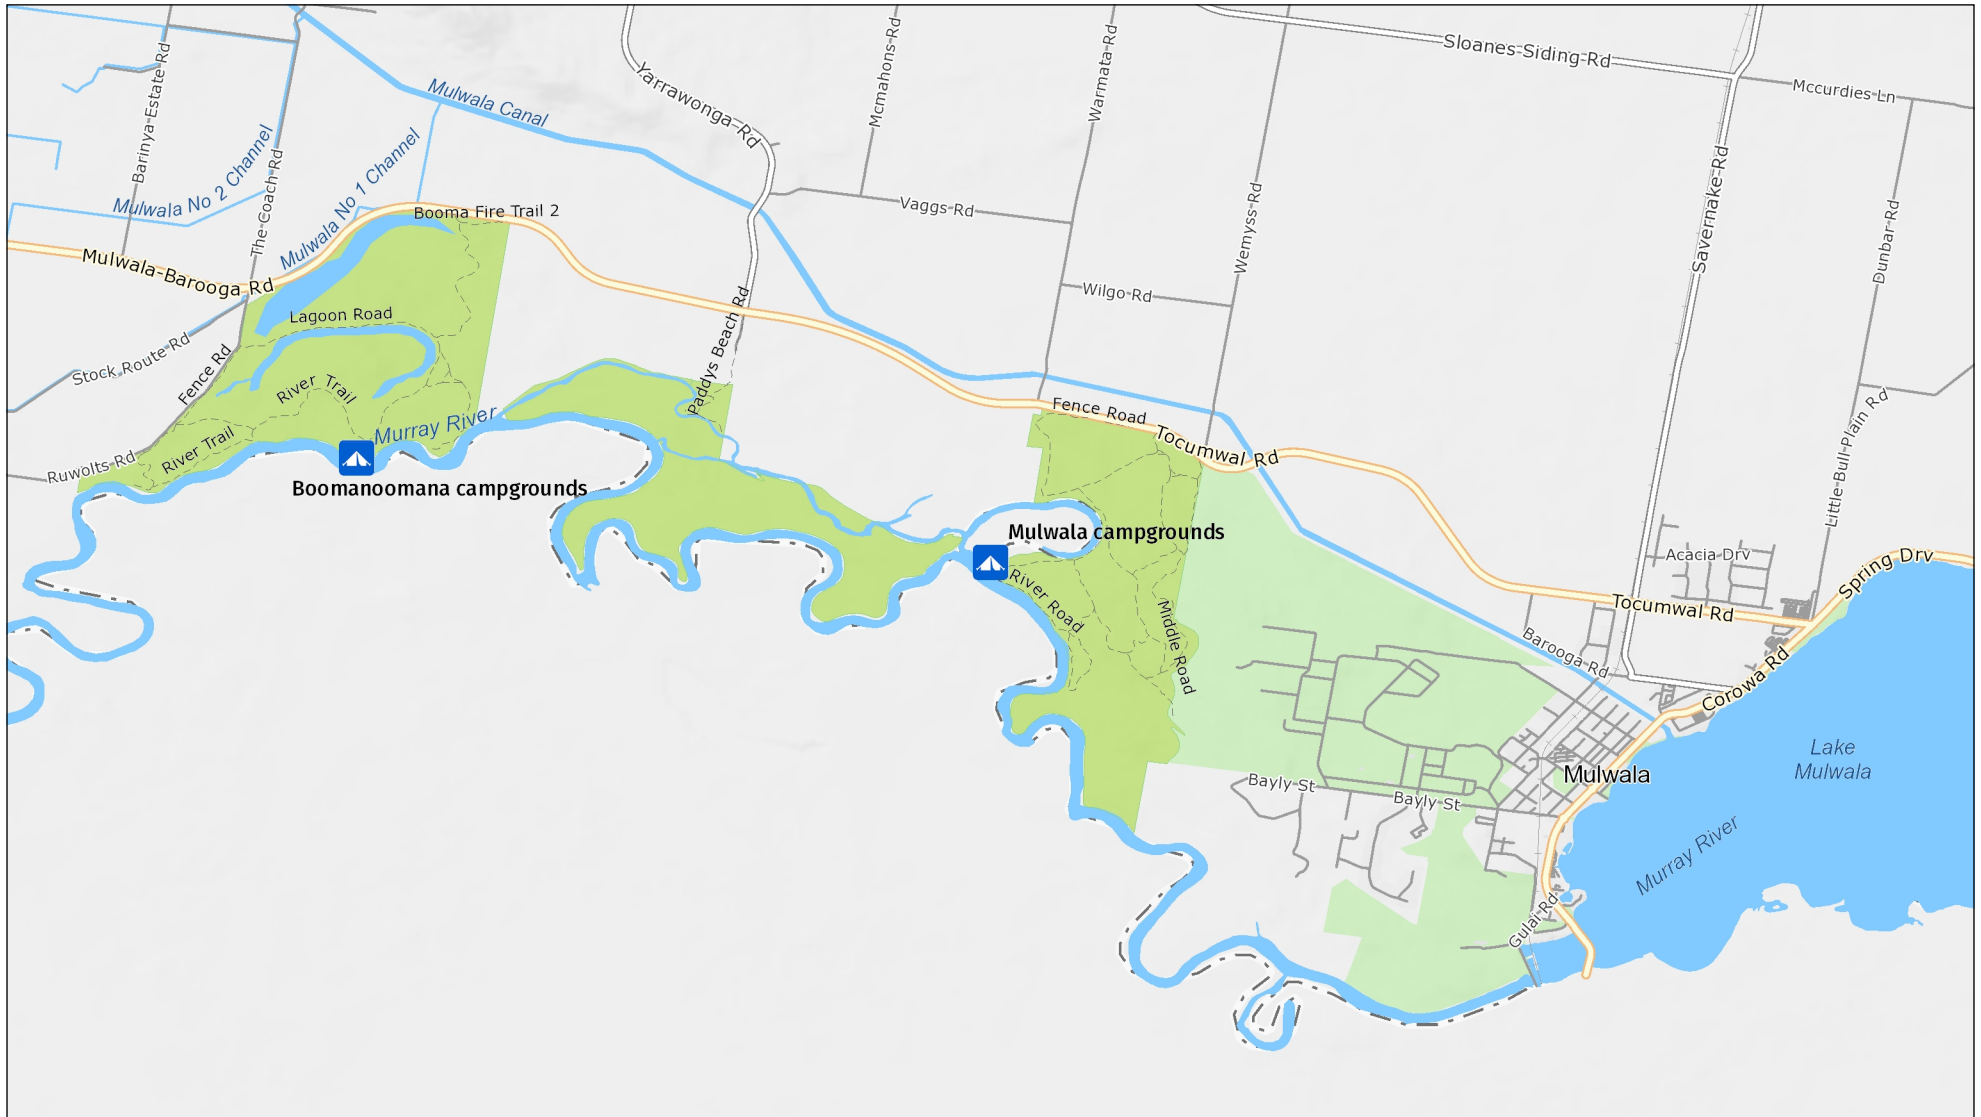 Sloanes Siding Rd
Mccurdies Ln
Barinya Estate Rd
Mulwala Canal
Yarrawonga Rd
Mcmahons Rd
Warmata Rd
Mulwala No 2 Channel
The Coach Rd
Mulwala No 1 Channel
Booma Fire Trail 2
Vaggs Rd
Wemyss Rd
Savernake Rd
Dunbar Rd
Mulwala-Barooga Rd
Wilgo Rd
Lagoon Road
Stock Route Rd
Fence Rd
River Trail
Paddys Beach Rd
Fence Road
Tocumwal Rd
Little Bull Plain Rd
Murray River
River Trail
Ruwolts Rd
Boomanoomana campgrounds
Mulwala campgrounds
River Road
Middle Road
Acacia Drv
Spring Drv
Tocumwal Rd
Barooga Rd
Corowa Rd
Lake
Mulwala
Mulwala
Bayly St
Bayly St
Murray River
Gulai Rd